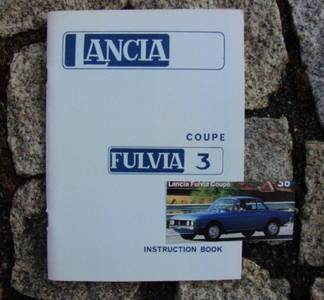 LANCIA
COUPE
FULVIA 3
Lancia Fulvia Coupé
INSTRUCTION BOOK